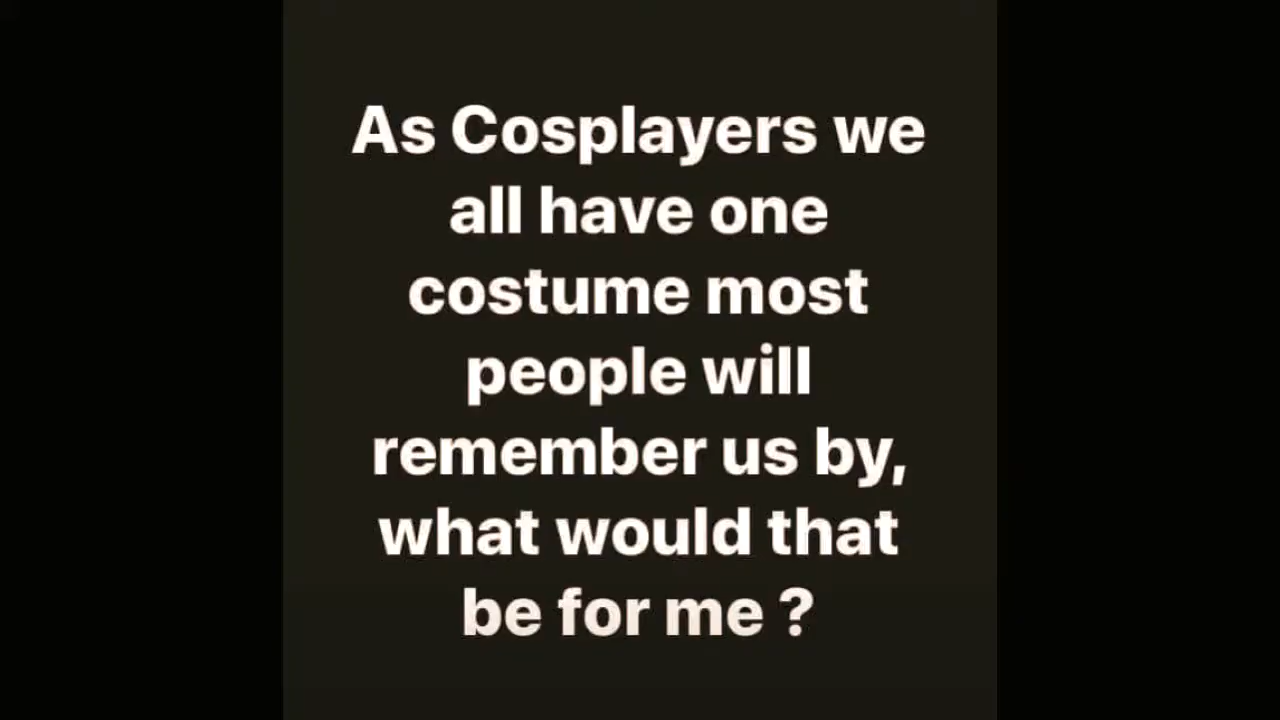 As Cosplayers we
all have one
costume most
people will
remember us by,
what would that
be for me ?